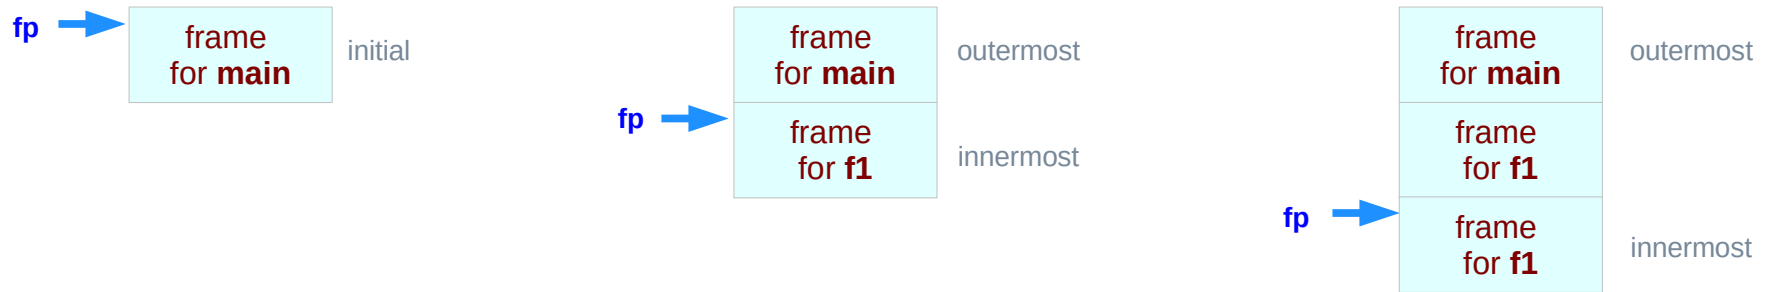 fp
frame
for main
initial
frame
for main
outermost
fp
frame
for f1
innermost
frame
for main
outermost
frame
for f1
fp
frame
for f1
innermost